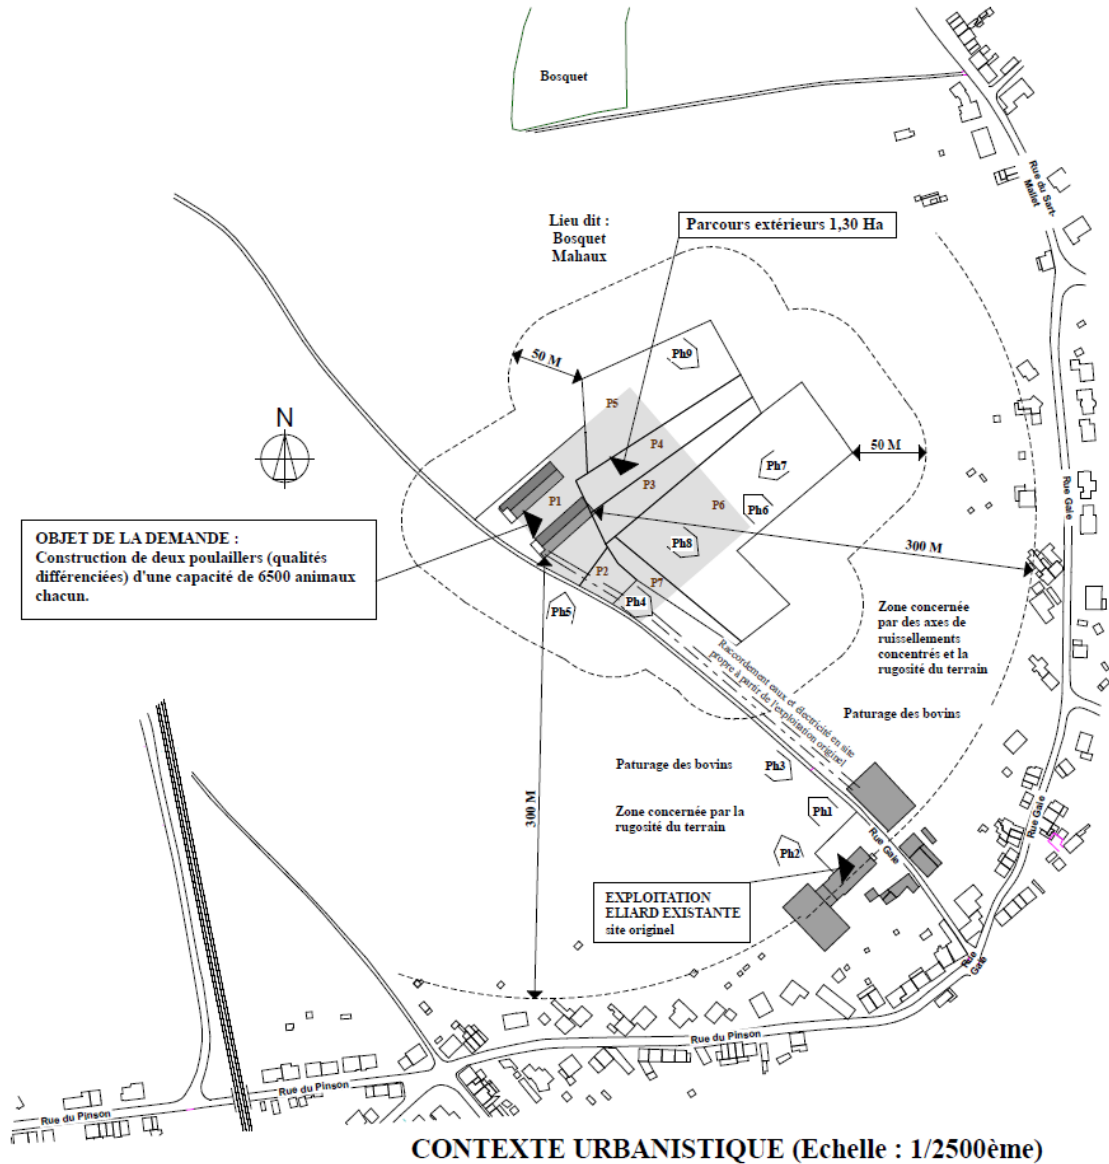 Bosquet
Rue du Sart-
Mallet
Lieu dit :
Bosquet
Mahaux
Parcours extérieurs 1,30 Ha
50 M
Ph9
P5
P4
N
P3
Ph7
50 M
P1
P6
Ph6
Rue Gale
OBJET DE LA DEMANDE :
Construction de deux poulaillers (qualités
différenciées) d'une capacité de 6500 animaux
chacun.
Ph8
300 M
P2
P7
Ph4
Ph5
Zone concernée
par des axes de
ruissellements
concentrés et la
rugosité du terrain
Raccordement eaux et électricité en site
propre à partir de l'exploitation originel
Paturage des bovins
Paturage des bovins
Ph3
300 M
Zone concernée par la
rugosité du terrain
Ph1
Rue Gale
Rue Gale
Ph2
EXPLOITATION
ELIARD EXISTANTE
site originel
Rue
Gale
Rue du Pinson
Rue du Pinson
Rue du Pinson
CONTEXTE URBANISTIQUE (Echelle : 1/2500ème)